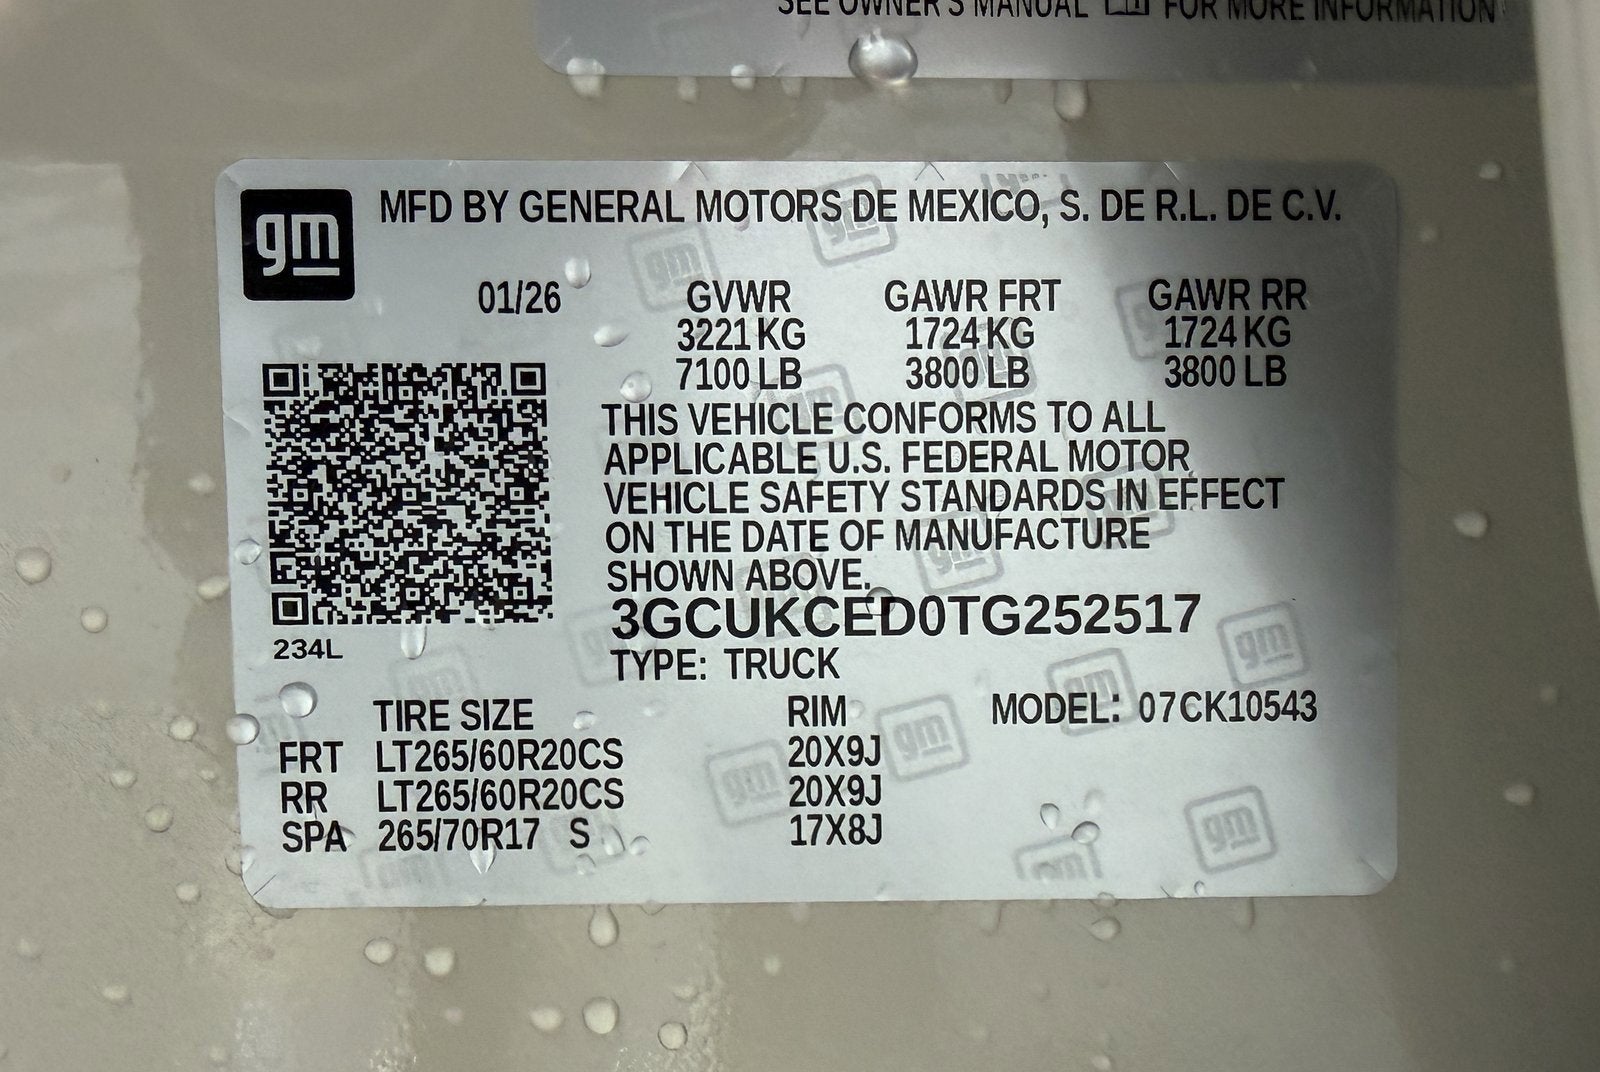 SEE OWNER'S MANUAL FOR MORE INFORMATION
gm
MFD BY GENERAL MOTORS DE MEXICO, S. DE R.L. DE C.V.
01/26 GVWR GAWR FRT GAWR RR
3221 KG 1724 KG 1724 KG
7100 LB 3800 LB 3800 LB
THIS VEHICLE CONFORMS TO ALL
APPLICABLE U.S. FEDERAL MOTOR
VEHICLE SAFETY STANDARDS IN EFFECT
ON THE DATE OF MANUFACTURE
SHOWN ABOVE.
3GCUKCED0TG252517
234L
TYPE: TRUCK
TIRE SIZE RIM MODEL: 07CK10543
FRT LT265/60R20CS 20X9J
RR LT265/60R20CS 20X9J
SPA 265/70R17 S 17X8J